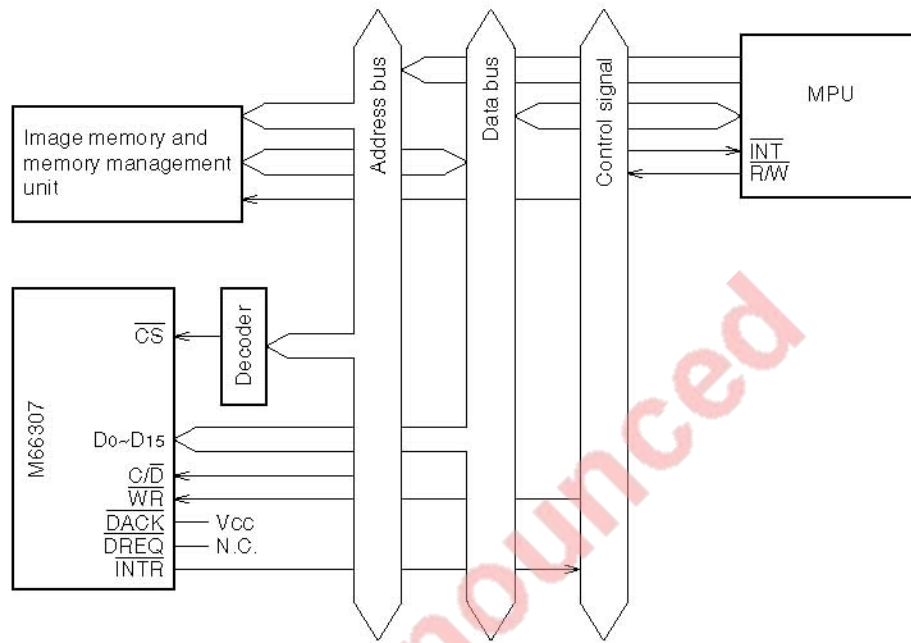 Address bus
Data bus
Control signal
MPU
INT
R/W
Image memory and
memory management
unit
M66307
CS
Decoder
D0~D15
C/D
WR
DACK
Vcc
DREQ
N.C.
INTR